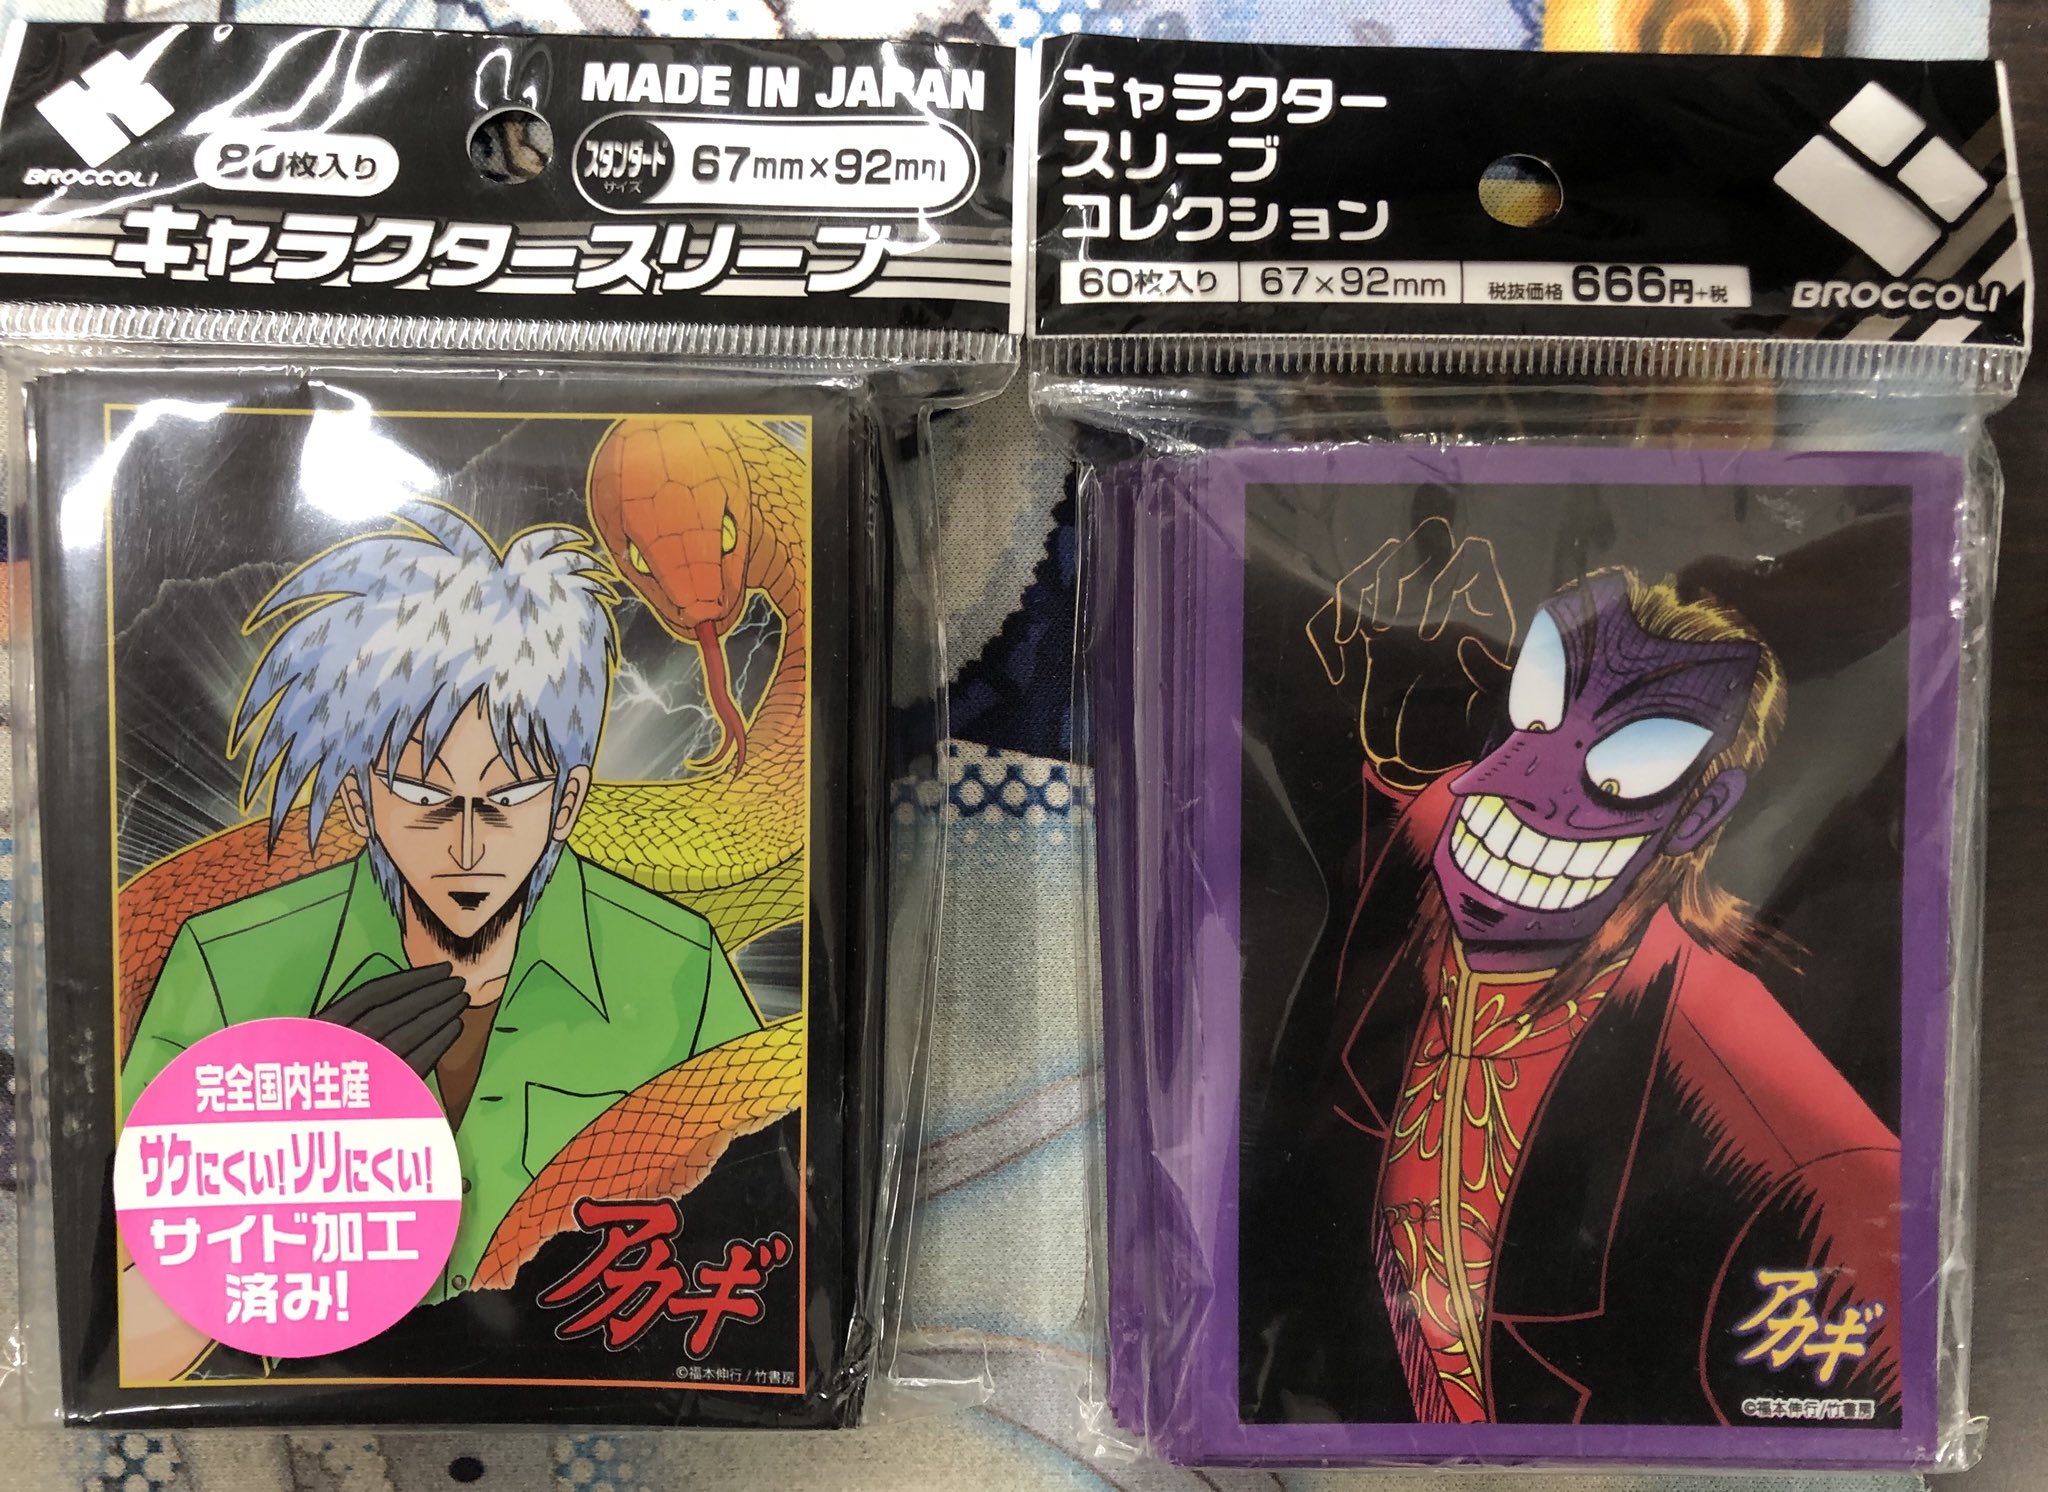 BROCCOLI
80枚入り
MADE IN JAPAN
スタンダード
サイズ
67mm×92mm
キャラクタースリーブ
完全国内生産
サケにくい!ソリにくい!
サイド加工
済み!
アカギ
©福本伸行/竹書房
キャラクター
スリーブ
コレクション
60枚入り
67×92mm
税抜価格 666円+税
BROCCOLI
アカギ
©福本伸行/竹書房